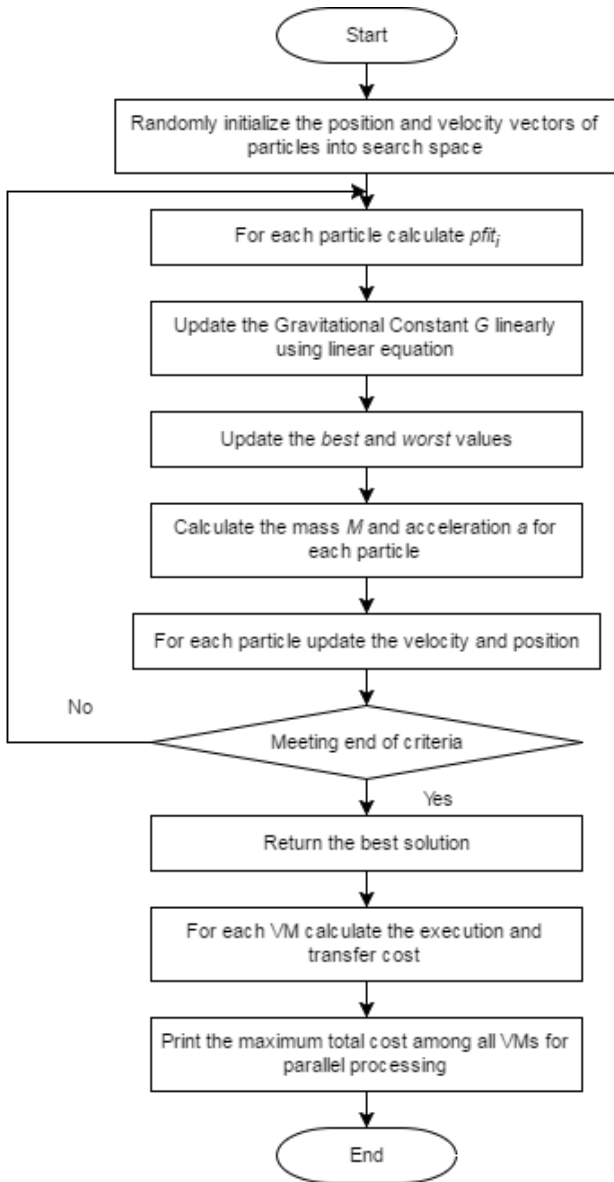 Start
Randomly initialize the position and velocity vectors of
particles into search space
For each particle calculate pfitᵢ
Update the Gravitational Constant G linearly
using linear equation
Update the best and worst values
Calculate the mass M and acceleration a for
each particle
For each particle update the velocity and position
No
Meeting end of criteria
Yes
Return the best solution
For each VM calculate the execution and
transfer cost
Print the maximum total cost among all VMs for
parallel processing
End